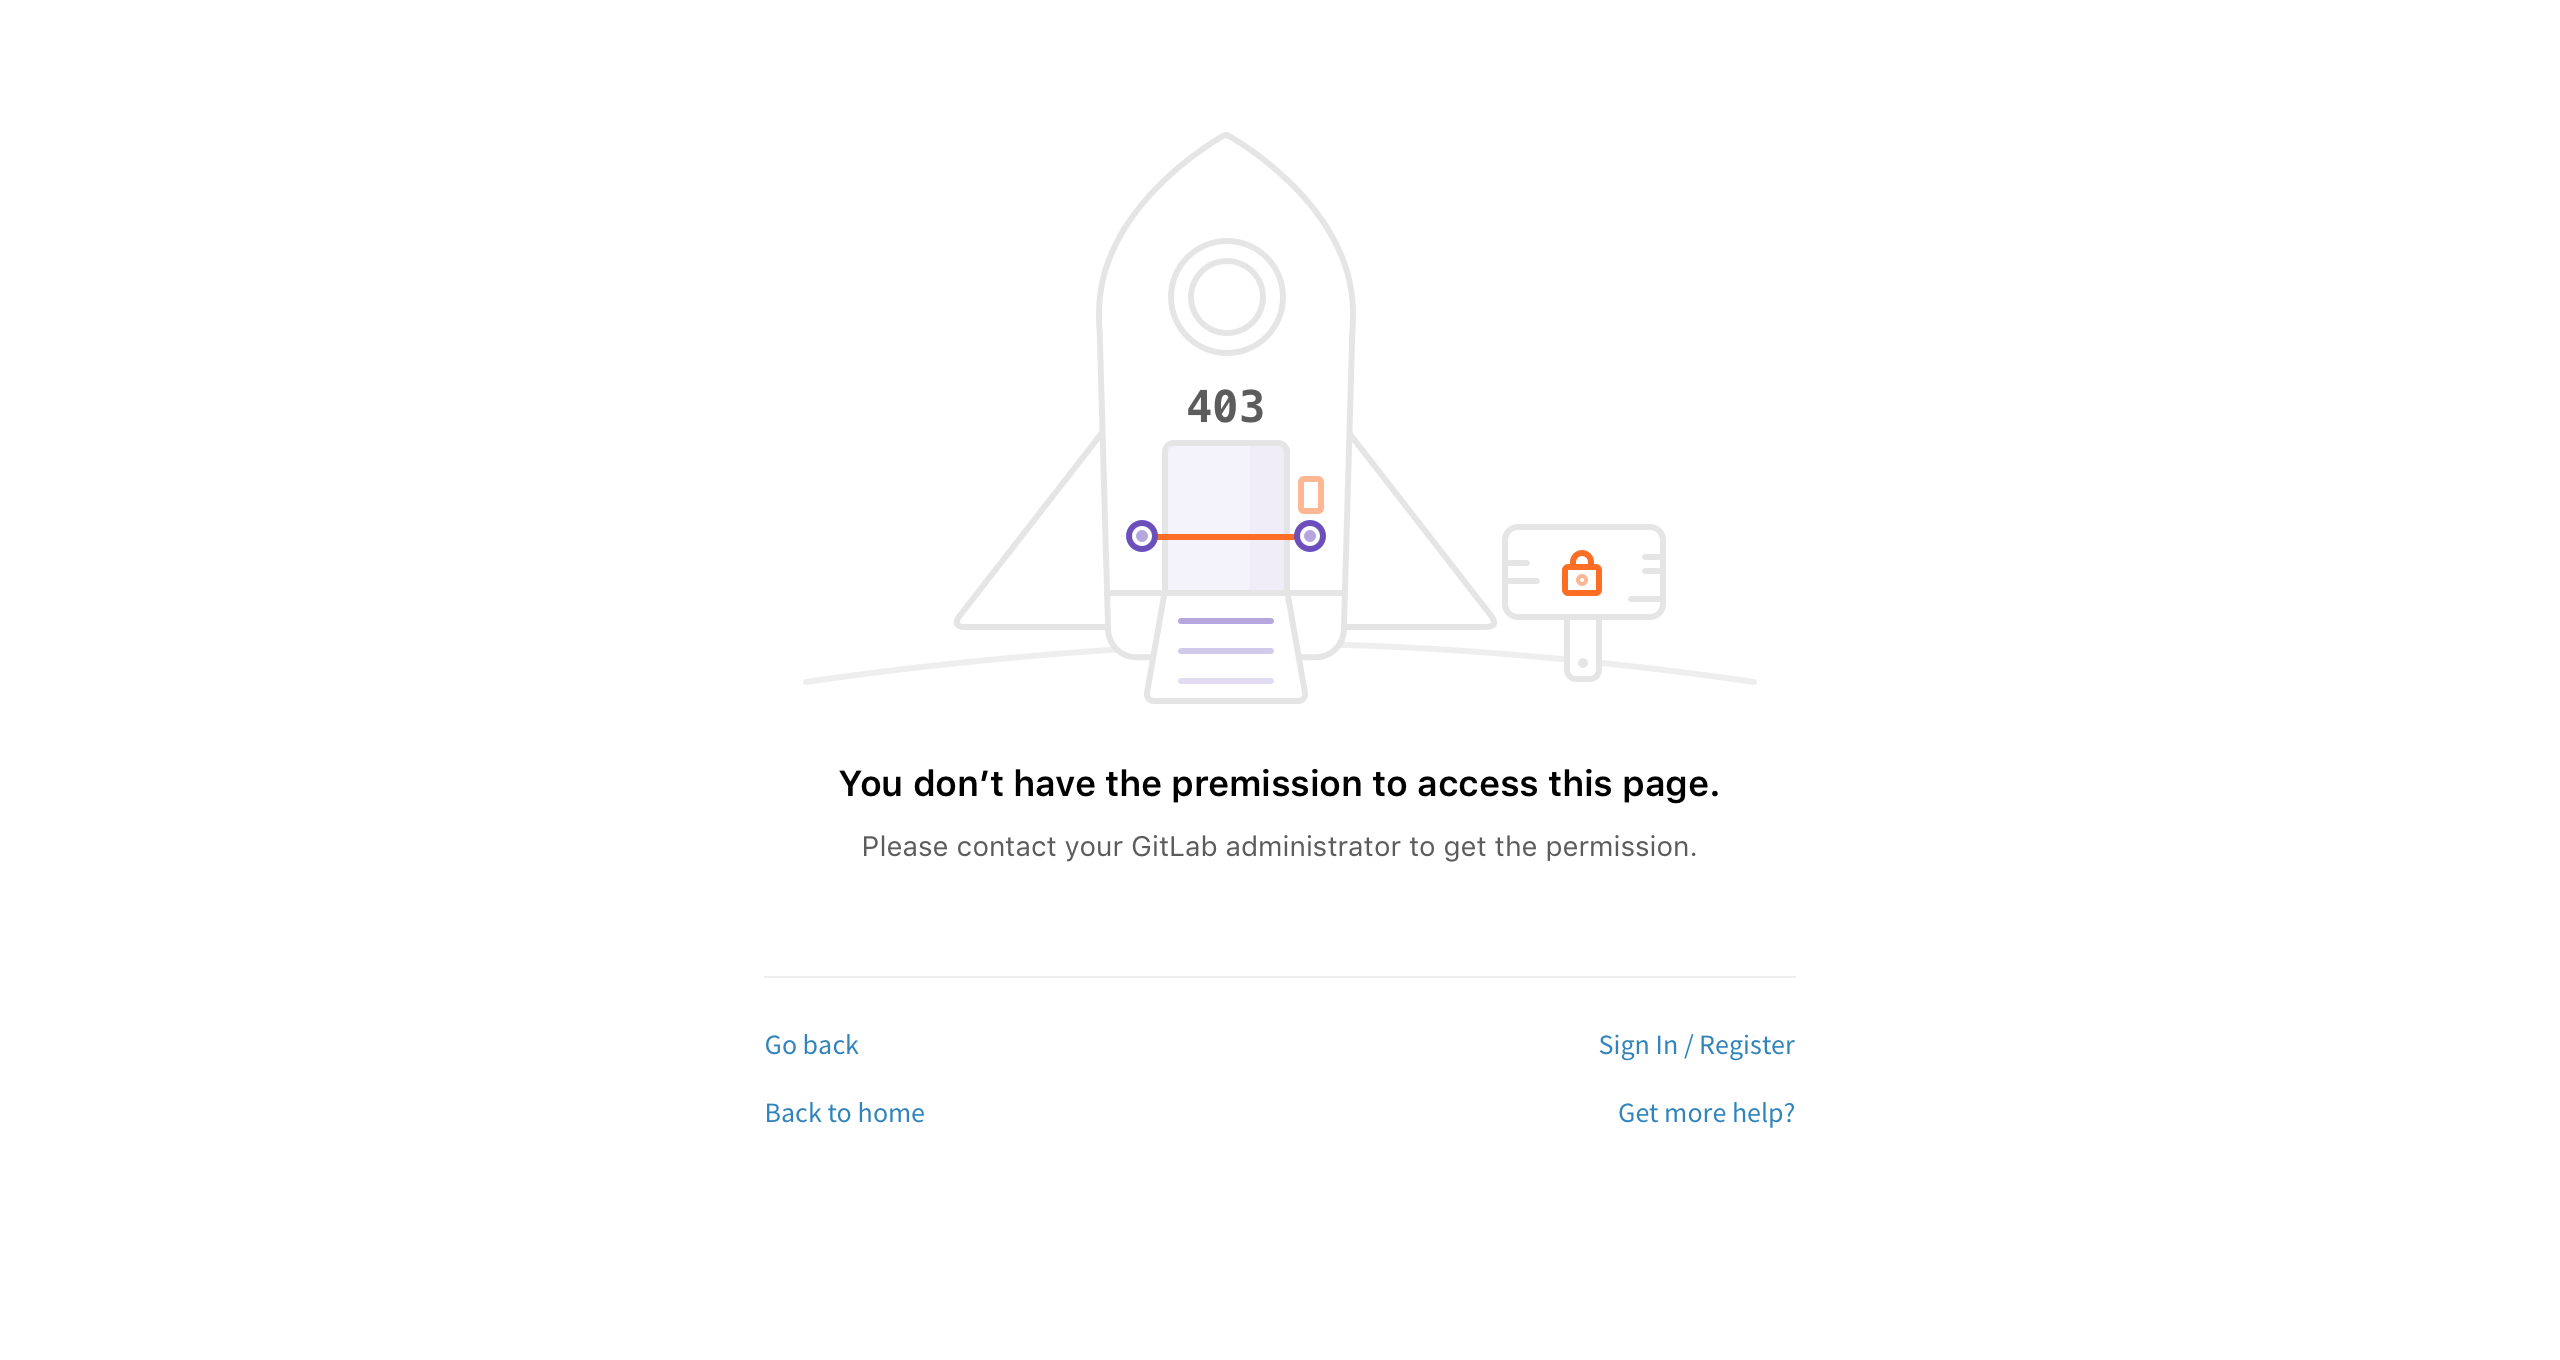 403
You don’t have the premission to access this page.
Please contact your GitLab administrator to get the permission.
Go back
Sign In / Register
Back to home
Get more help?